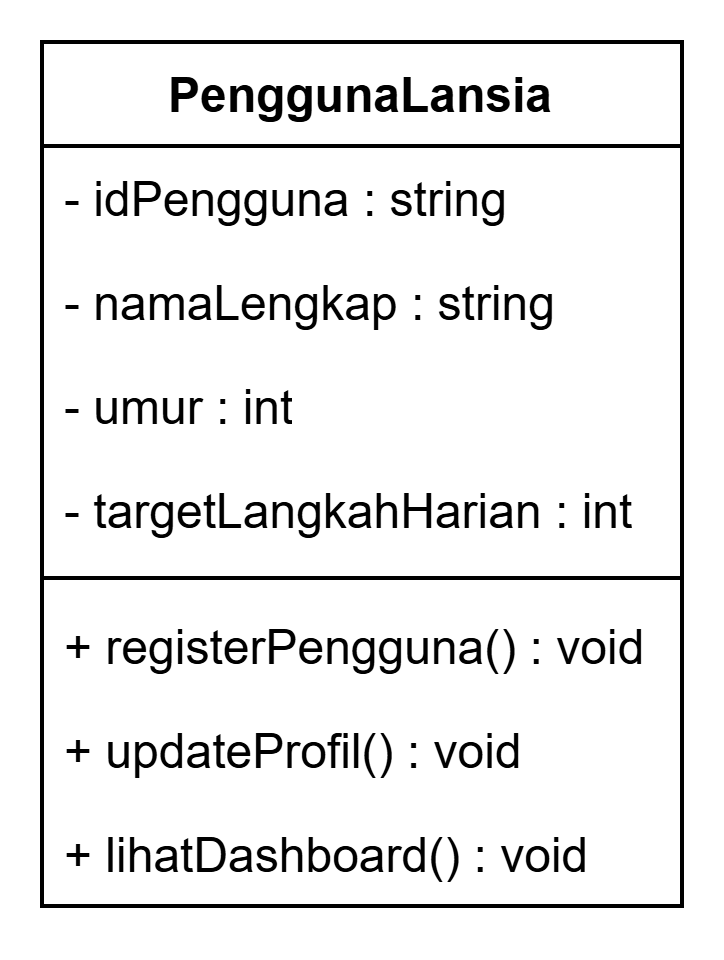 PenggunaLansia
- idPengguna : string
- namaLengkap : string
- umur : int
- targetLangkahHarian : int
+ registerPengguna() : void
+ updateProfil() : void
+ lihatDashboard() : void